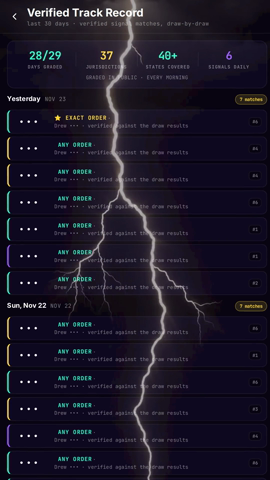 Verified Track Record
last 30 days · verified signal matches, draw-by-draw
28/29 37 40+ 6
DAYS GRADED JURISDICTIONS STATES COVERED SIGNALS DAILY
GRADED IN PUBLIC · EVERY MORNING
Yesterday NOV 23 7 matches
••• ⭐ EXACT ORDER ·
Drew ••• · verified against the draw results
••• ANY ORDER ·
Drew ••• · verified against the draw results
••• ANY ORDER ·
Drew ••• · verified against the draw results
••• ANY ORDER ·
Drew ••• · verified against the draw results #1
••• ANY ORDER ·
Drew ••• · verified against the draw results #1
••• ANY ORDER ·
Drew ••• · verified against the draw results #2
••• ANY ORDER ·
Drew ••• · verified against the draw results
Sun, Nov 22 NOV 22 7 matches
••• ANY ORDER ·
Drew ••• · verified against the draw results
••• ANY ORDER ·
Drew ••• · verified against the draw results #1
••• ANY ORDER ·
Drew ••• · verified against the draw results
••• ANY ORDER ·
Drew ••• · verified against the draw results
••• ANY ORDER ·
Drew ••• · verified against the draw results
••• ANY ORDER ·
Drew ••• · verified against the draw results